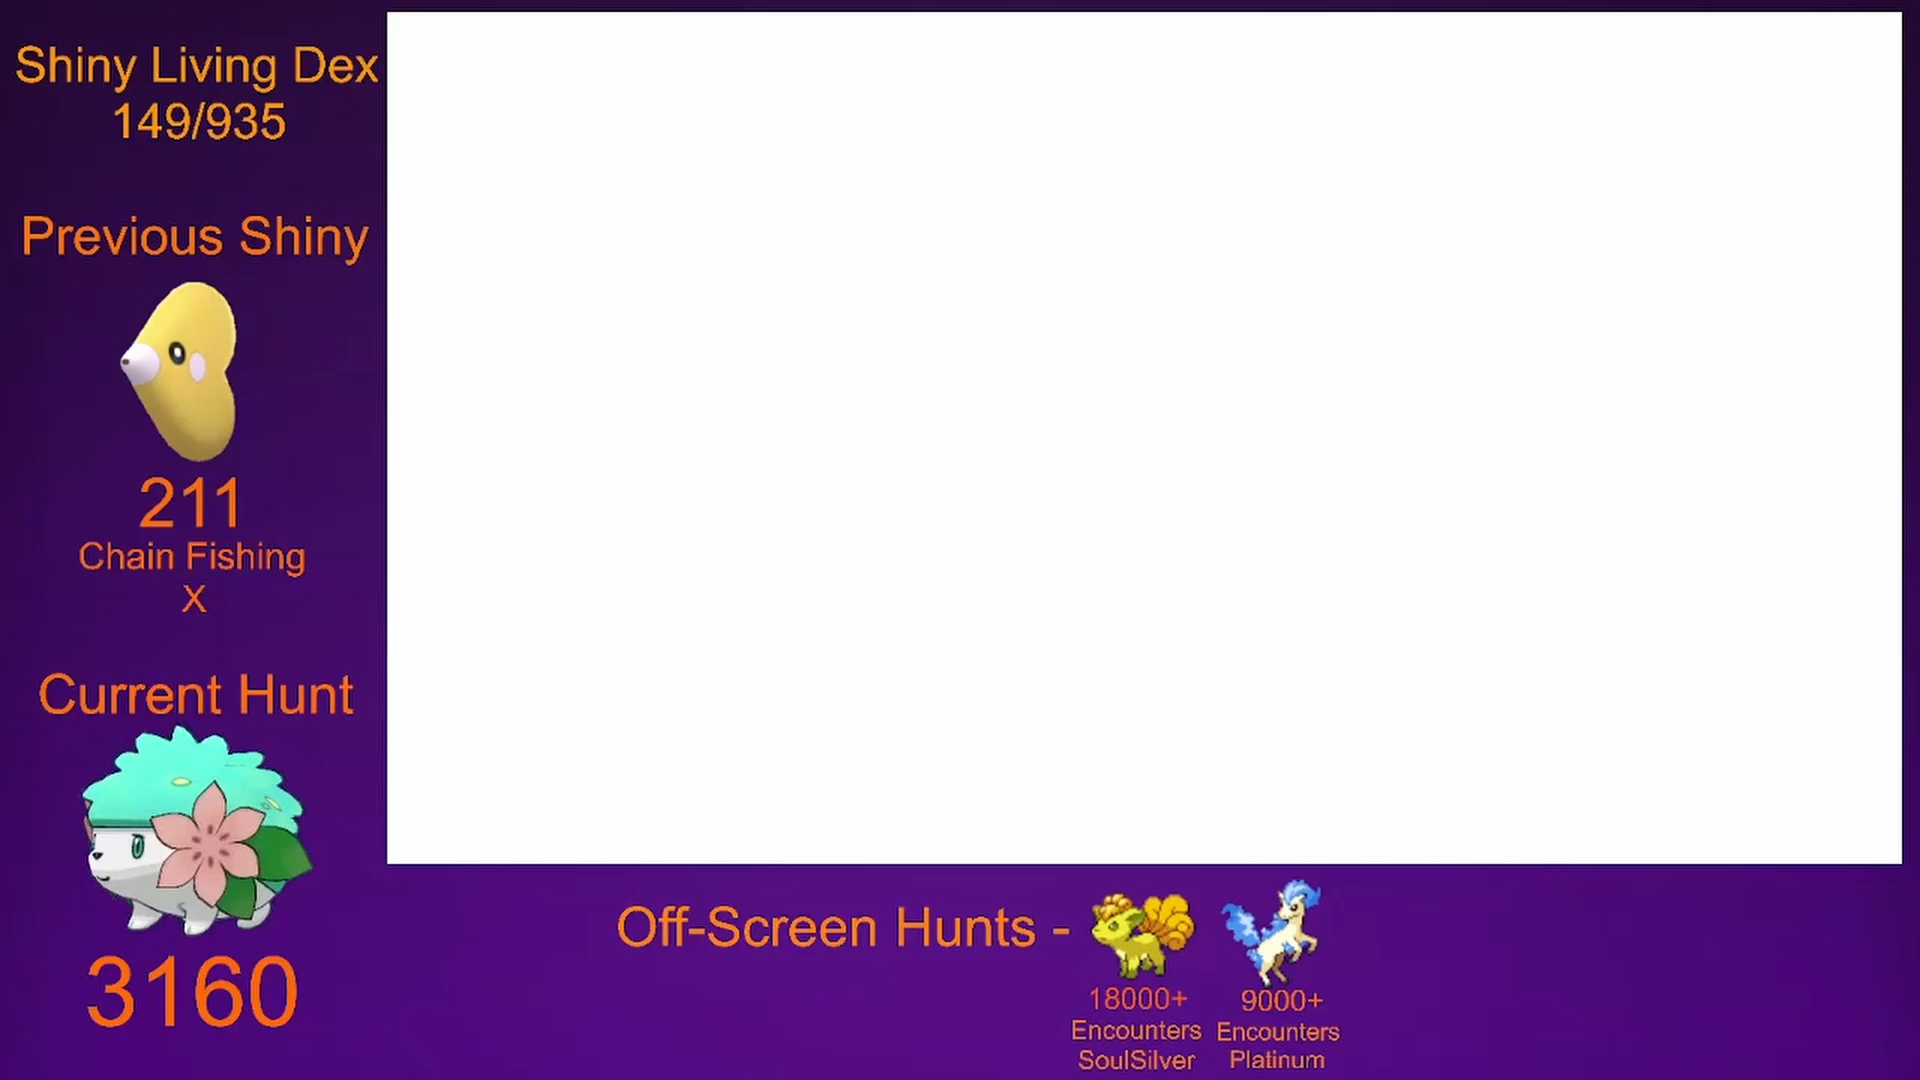 Shiny Living Dex
149/935
Previous Shiny
211
Chain Fishing
X
Current Hunt
3160
Off-Screen Hunts -
18000+
Encounters
SoulSilver
9000+
Encounters
Platinum